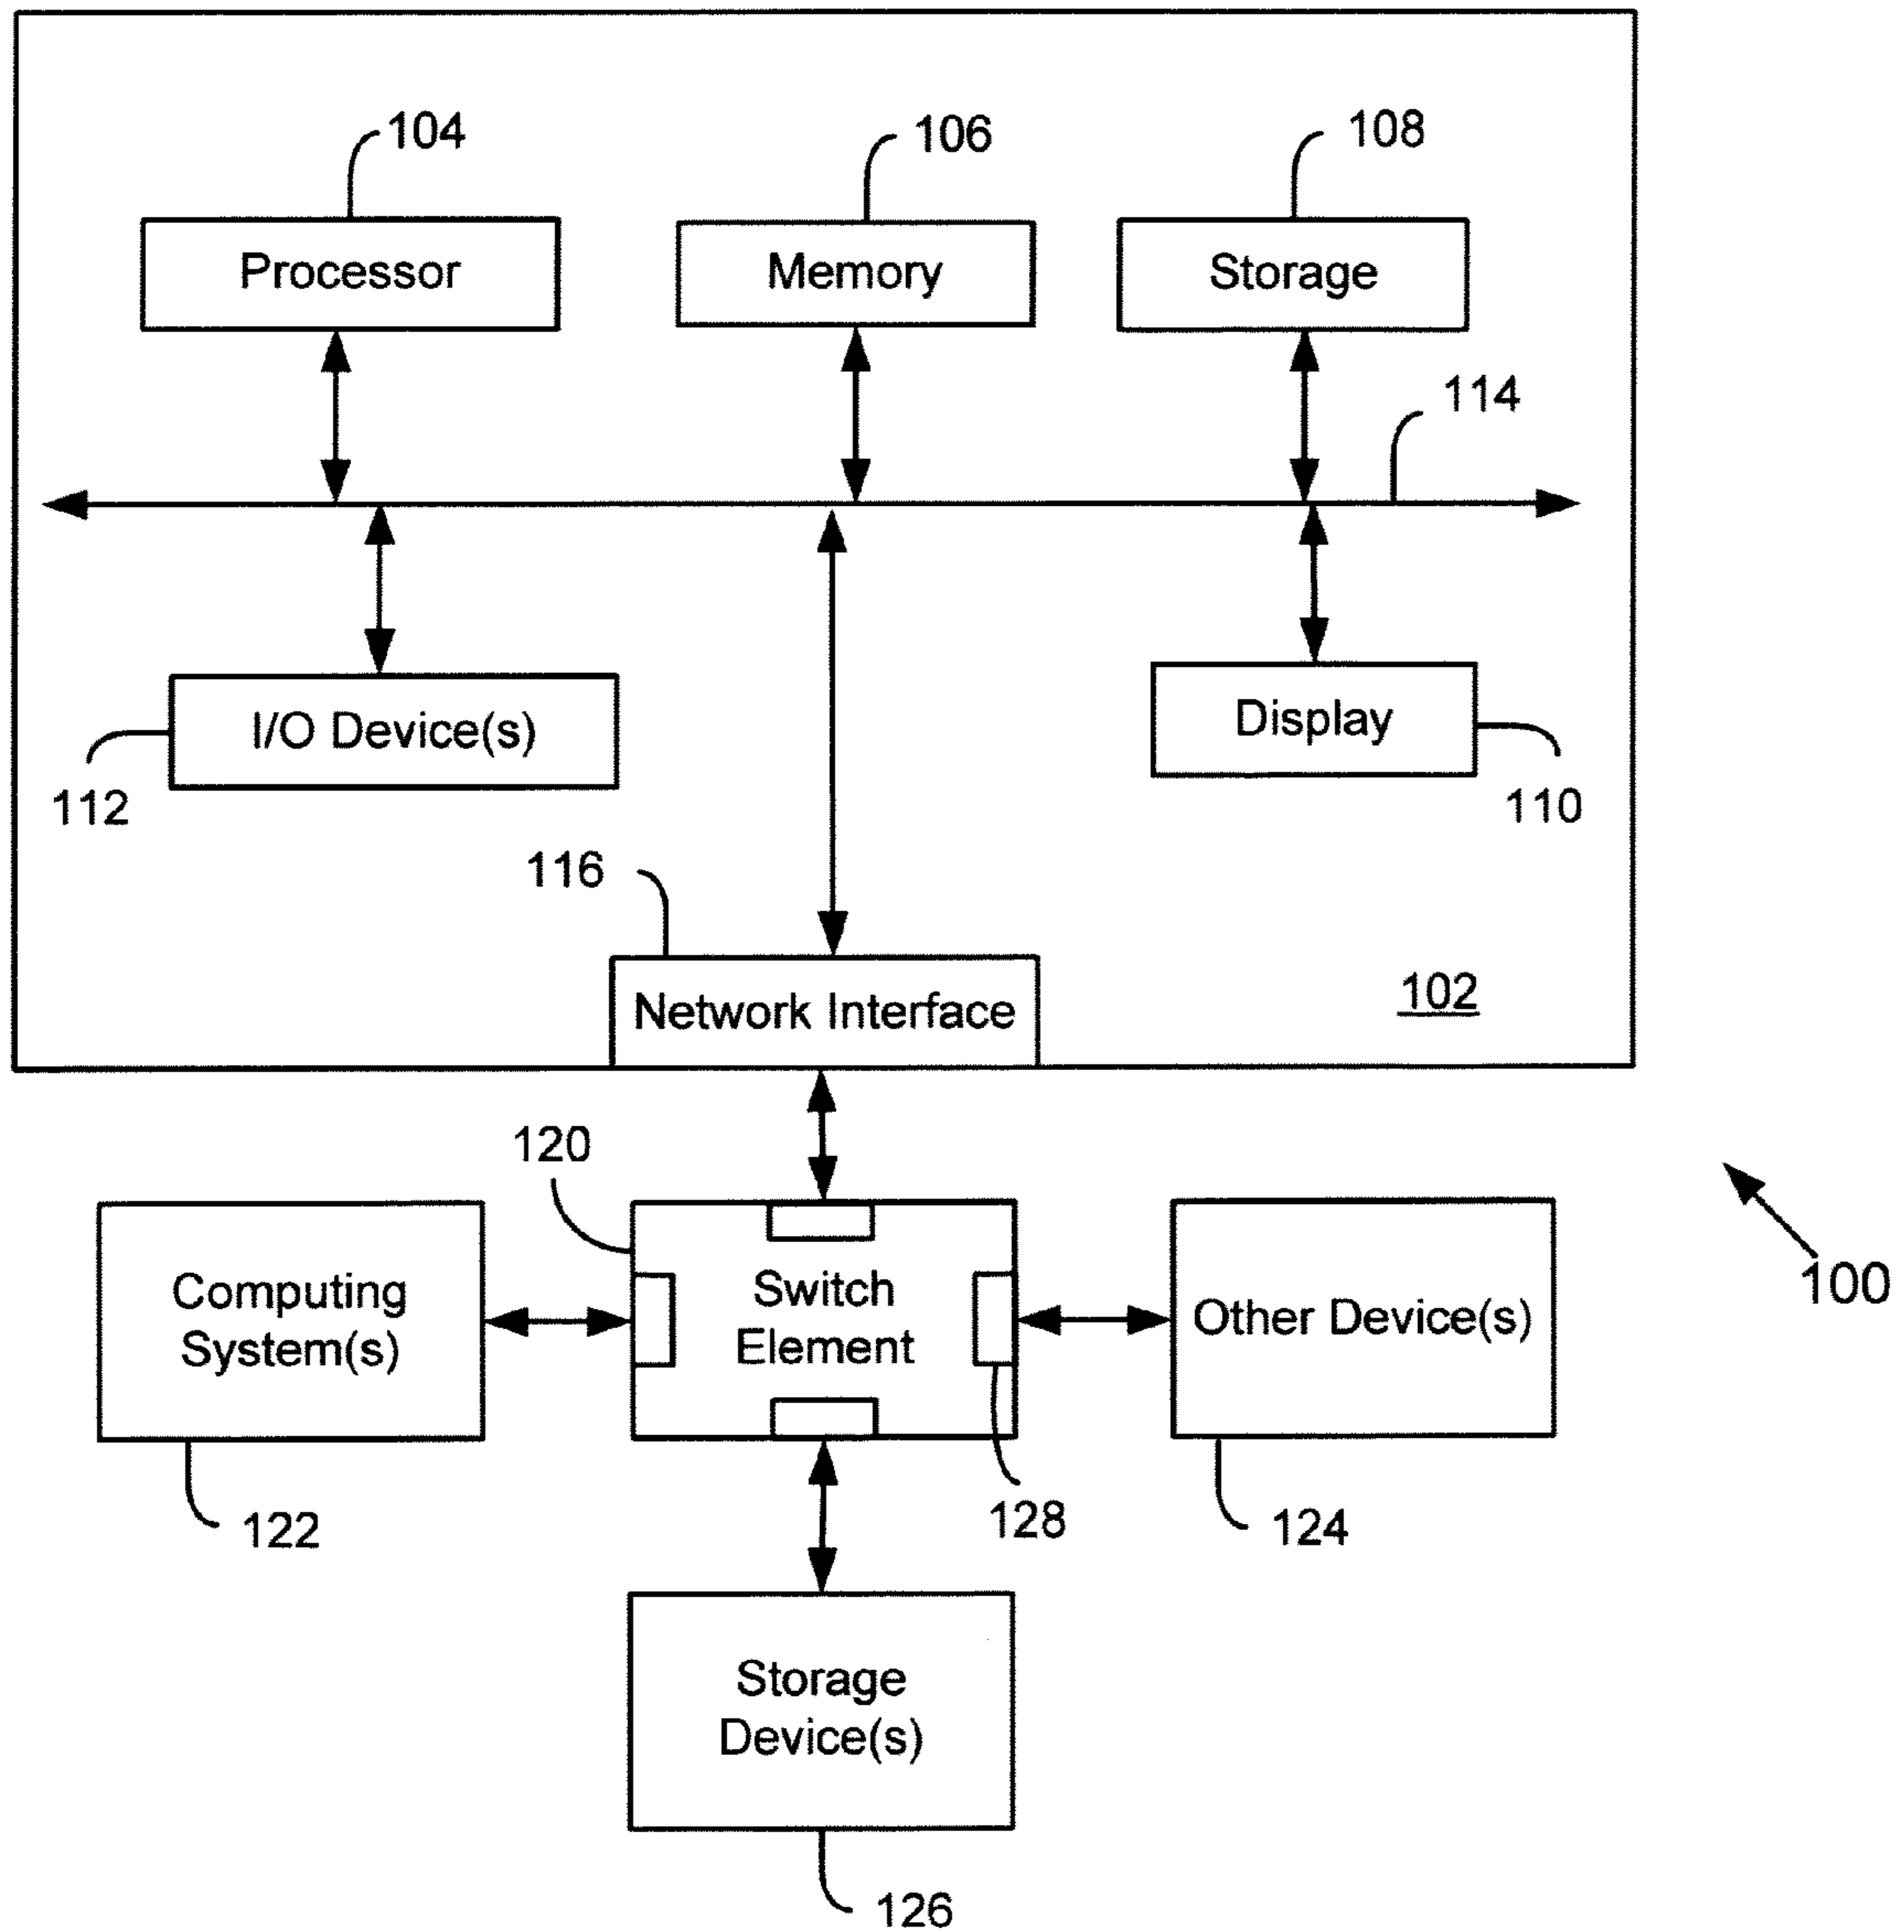 104
106
108
Processor
Memory
Storage
114
I/O Device(s)
Display
112
110
116
Network Interface
102
120
Computing
System(s)
Switch
Element
Other Device(s)
100
122
128
124
Storage
Device(s)
126